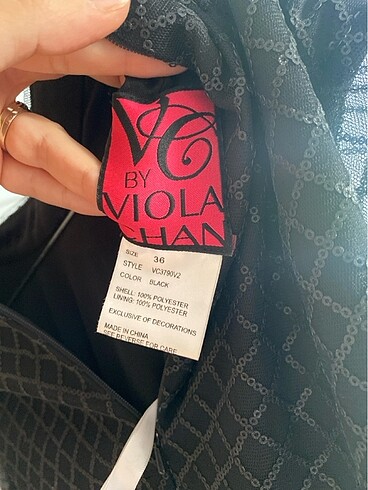 VC
BY
VIOLA
CHAN
SIZE 36
STYLE VC3790V2
COLOR BLACK
SHELL: 100% POLYESTER
LINING: 100% POLYESTER
EXCLUSIVE OF DECORATIONS
MADE IN CHINA
SEE REVERSE FOR CARE